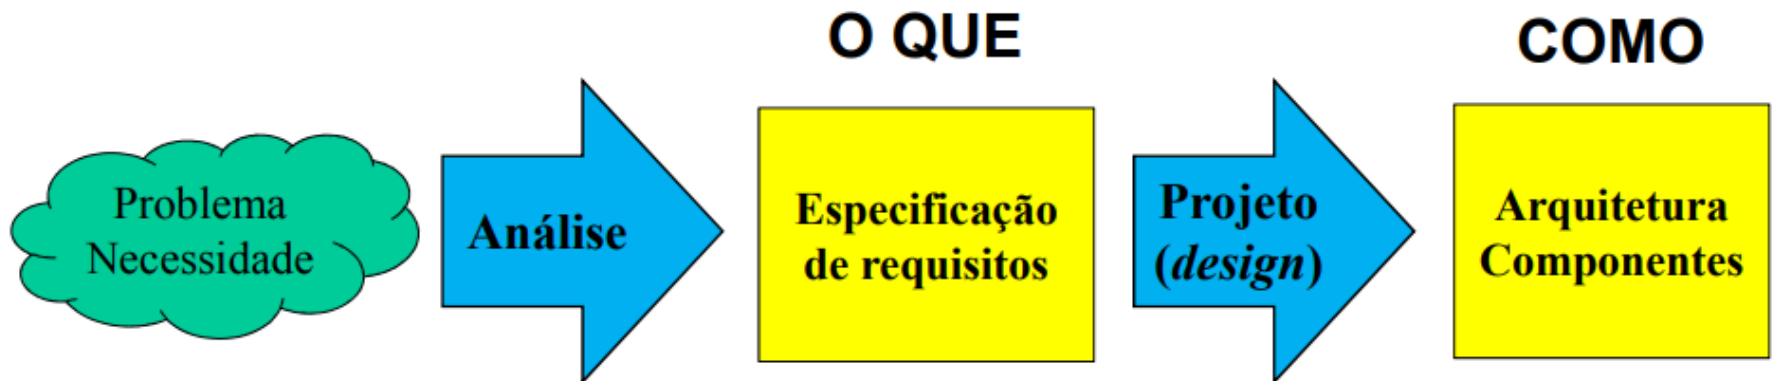 O QUE
COMO
Problema
Necessidade
Análise
Especificação
de requisitos
Projeto
(design)
Arquitetura
Componentes